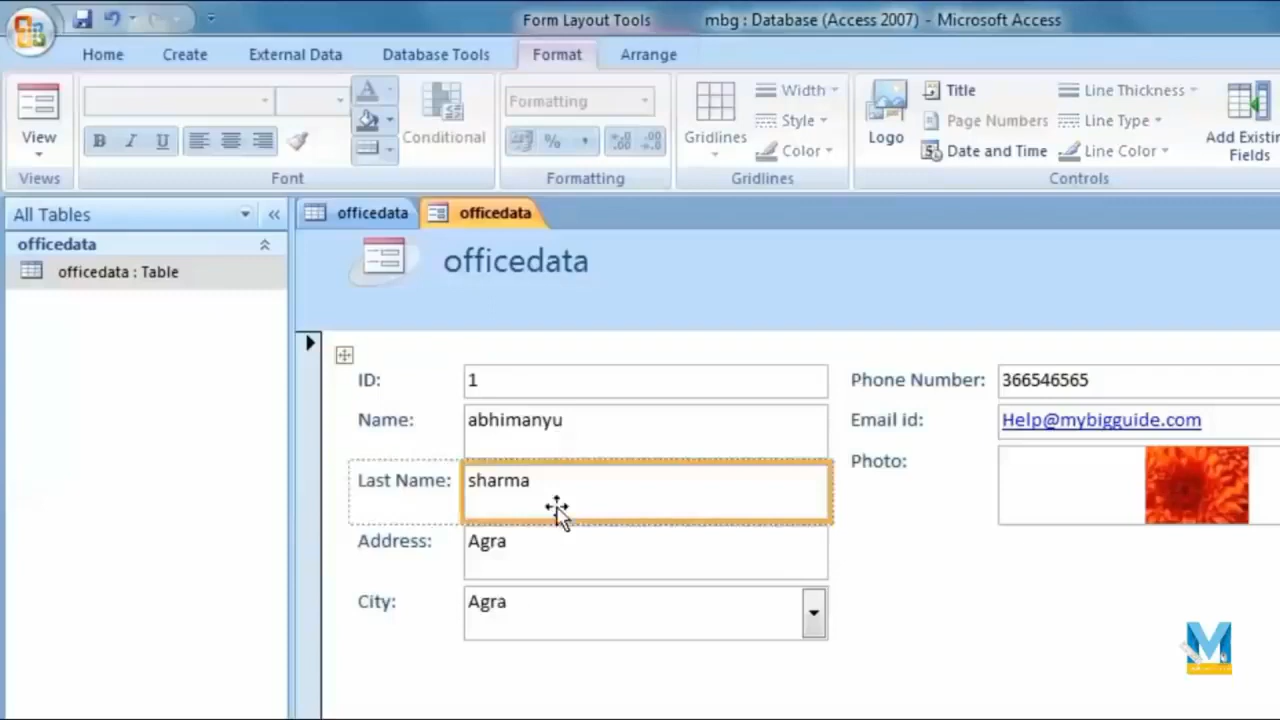 Form Layout Tools mbg : Database (Access 2007) - Microsoft Access
Home Create External Data Database Tools Format Arrange
View
Views
B I U
Font
Conditional
Formatting
%
Formatting
Gridlines
Width
Style
Color
Gridlines
Logo
Title
Page Numbers
Date and Time
Line Thickness
Line Type
Line Color
Add Existi
Fields
Controls
All Tables
officedata
officedata : Table
officedata officedata
officedata
ID: 1
Name: abhimanyu
Last Name: sharma
Address: Agra
City: Agra
Phone Number: 366546565
Email id: Help@mybigguide.com
Photo: